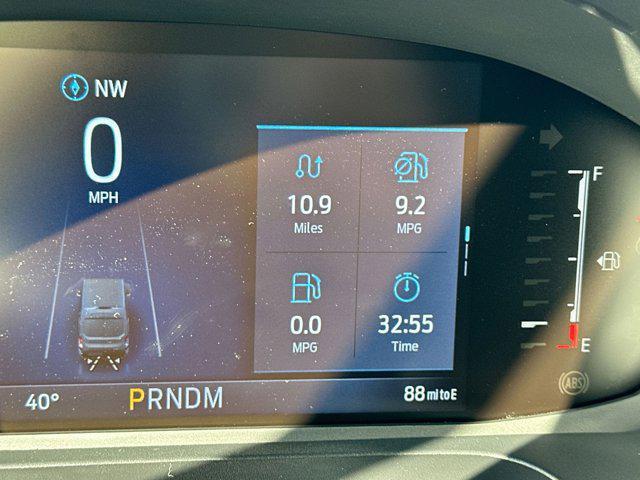 NW
0
MPH
10.9
Miles
9.2
MPG
0.0
MPG
32:55
Time
F
E
ABS
40°
PRNDM
88 mi to E